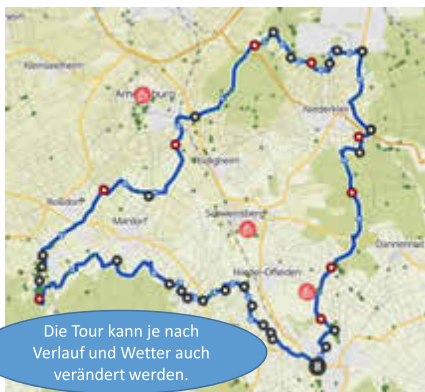 Kleinseelheim
Niederklein
Rüdigheim
Roßdorf
Mardorf
Schweinsberg
Dannenrod
Nieder-Ofleiden
Die Tour kann je nach
Verlauf und Wetter auch
verändert werden.